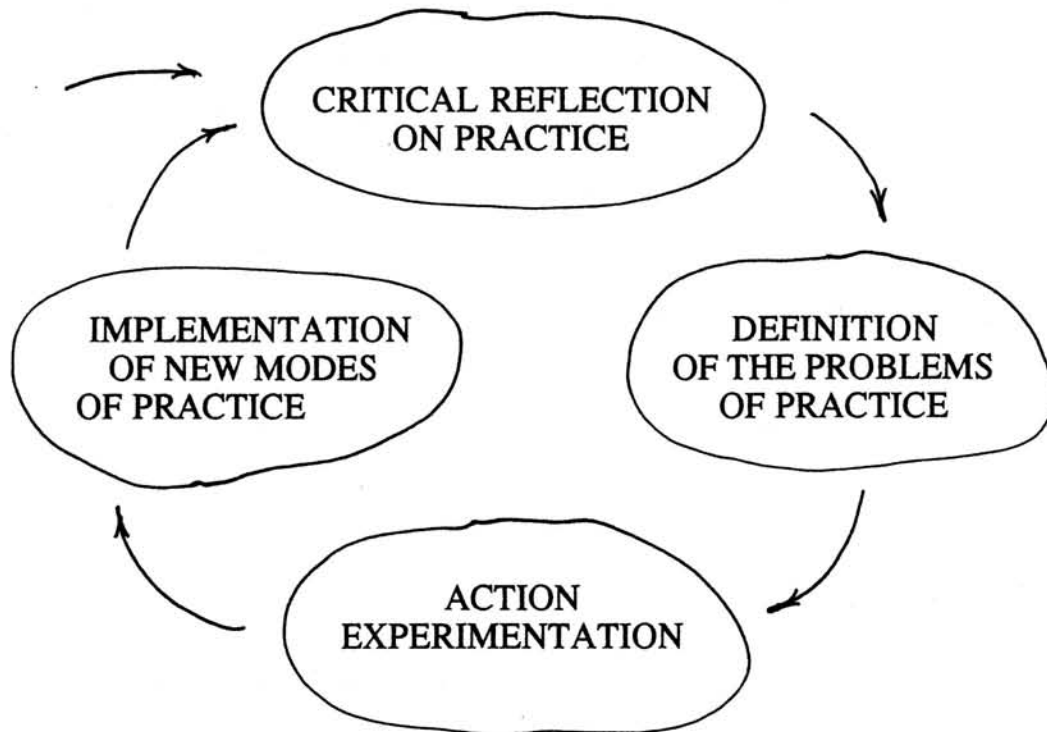 CRITICAL REFLECTION
ON PRACTICE
DEFINITION
OF THE PROBLEMS
OF PRACTICE
ACTION
EXPERIMENTATION
IMPLEMENTATION
OF NEW MODES
OF PRACTICE